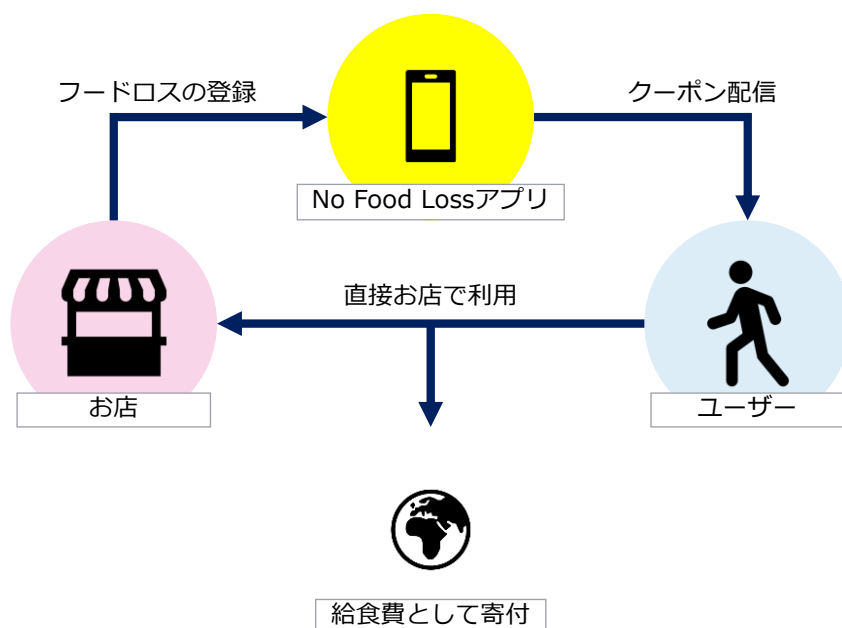 フードロスの登録
クーポン配信
No Food Lossアプリ
直接お店で利用
お店
ユーザー
給食費として寄付